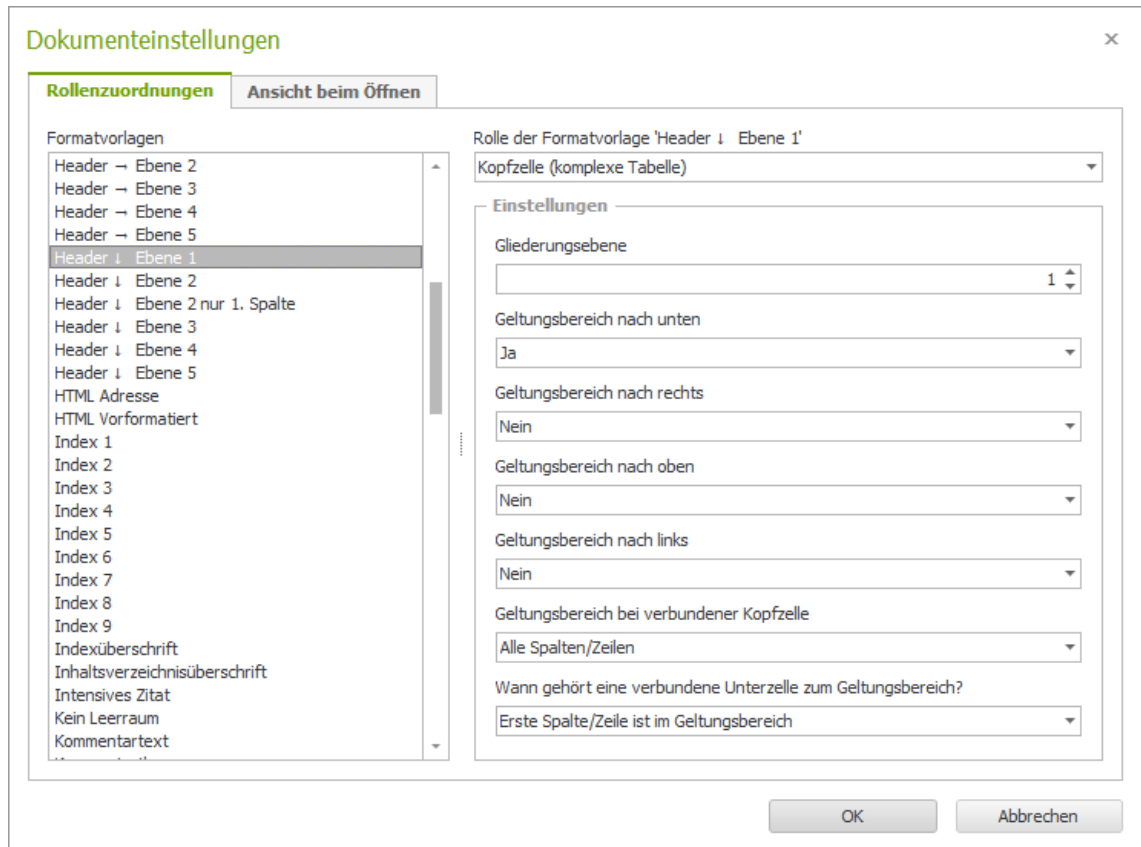 Dokumenteinstellungen
Rollenzuordnungen
Ansicht beim Öffnen
Formatvorlagen
Header → Ebene 2
Header → Ebene 3
Header → Ebene 4
Header → Ebene 5
Header ↓ Ebene 1
Header ↓ Ebene 2
Header ↓ Ebene 2 nur 1. Spalte
Header ↓ Ebene 3
Header ↓ Ebene 4
Header ↓ Ebene 5
HTML Adresse
HTML Vorformatiert
Index 1
Index 2
Index 3
Index 4
Index 5
Index 6
Index 7
Index 8
Index 9
Indexüberschrift
Inhaltsverzeichnisüberschrift
Intensives Zitat
Kein Leerraum
Kommentartext
Rolle der Formatvorlage 'Header ↓ Ebene 1'
Kopfzelle (komplexe Tabelle)
Einstellungen
Gliederungsebene
1
Geltungsbereich nach unten
Ja
Geltungsbereich nach rechts
Nein
Geltungsbereich nach oben
Nein
Geltungsbereich nach links
Nein
Geltungsbereich bei verbundener Kopfzelle
Alle Spalten/Zeilen
Wann gehört eine verbundene Unterzelle zum Geltungsbereich?
Erste Spalte/Zeile ist im Geltungsbereich
OK
Abbrechen